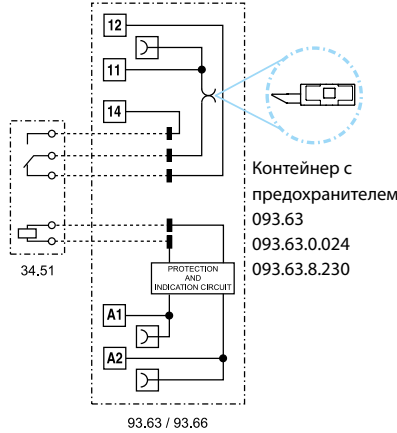 12
11
14
Контейнер с
предохранителем
093.63
093.63.0.024
093.63.8.230
34.51
PROTECTION
AND
INDICATION CIRCUIT
A1
A2
93.63 / 93.66